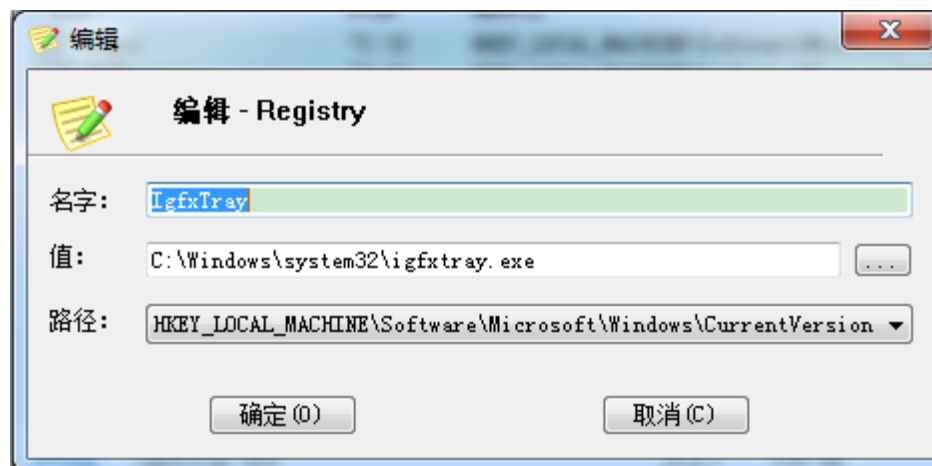 编辑
编辑 - Registry
名字:
IgfxTray
值:
C:\Windows\system32\igfxtray.exe
...
路径:
HKEY_LOCAL_MACHINE\Software\Microsoft\Windows\CurrentVersion
确定(O)
取消(C)